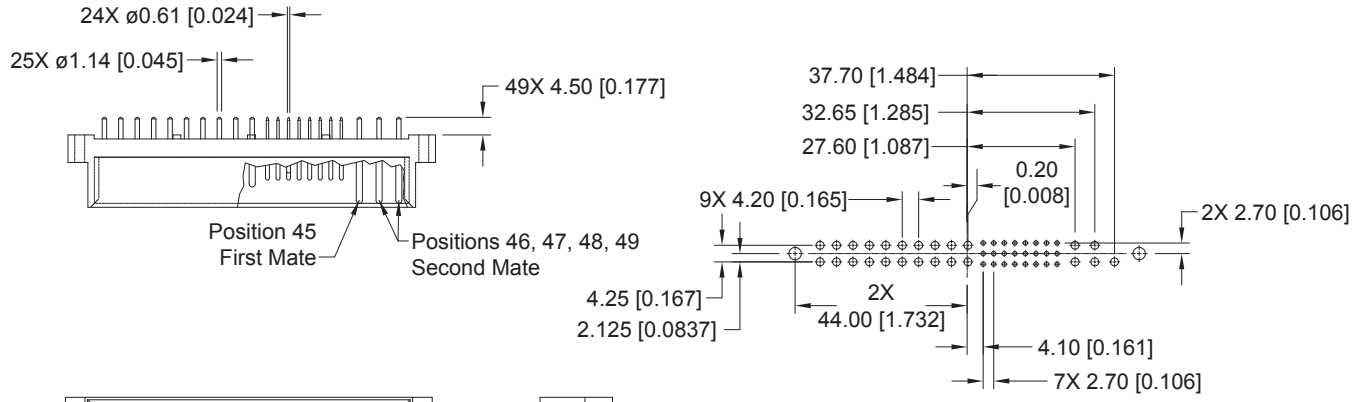 24X ø0.61 [0.024]
25X ø1.14 [0.045]
49X 4.50 [0.177]
Position 45
First Mate
Positions 46, 47, 48, 49
Second Mate
37.70 [1.484]
32.65 [1.285]
27.60 [1.087]
0.20
[0.008]
9X 4.20 [0.165]
2X 2.70 [0.106]
4.25 [0.167]
2.125 [0.0837]
2X
44.00 [1.732]
4.10 [0.161]
7X 2.70 [0.106]